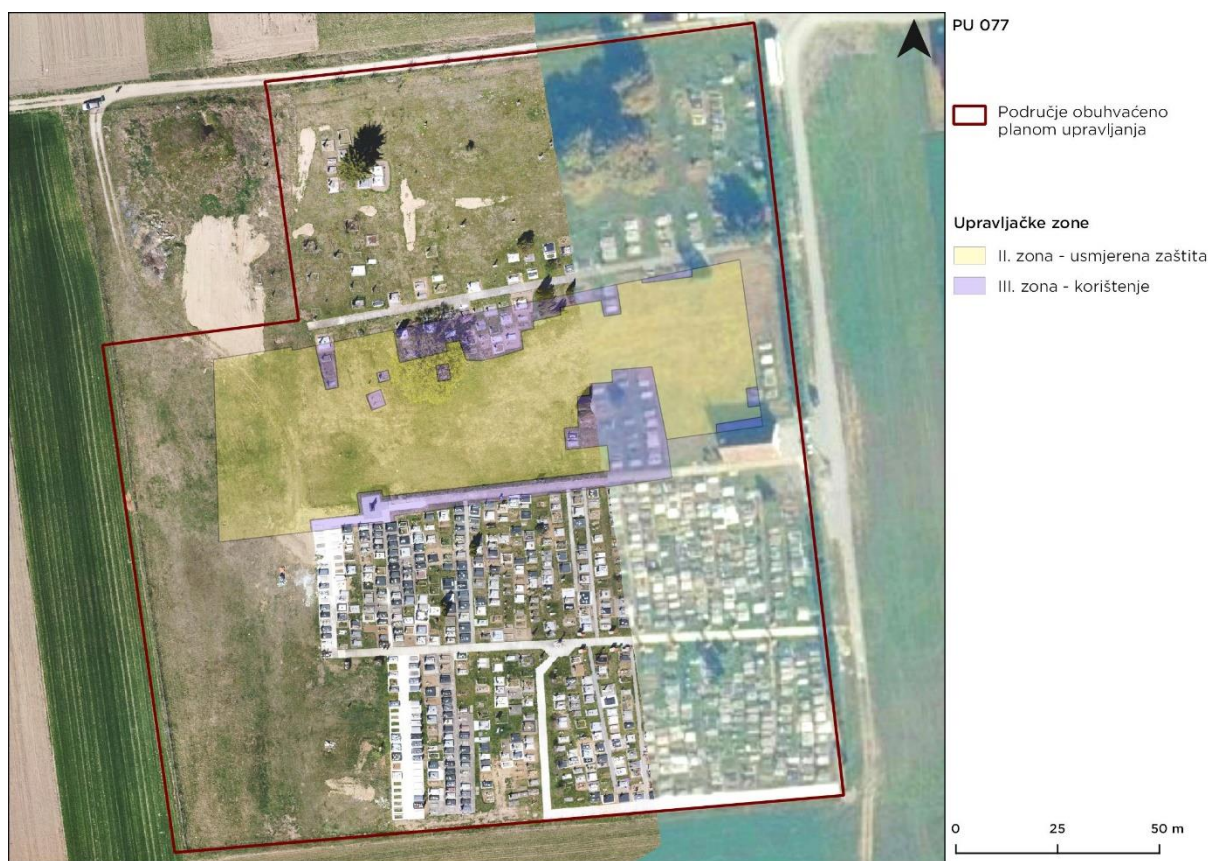 PU 077
Područje obuhvaćeno
planom upravljanja
Upravljačke zone
II. zona - usmjerena zaštita
III. zona - korištenje
0 25 50 m